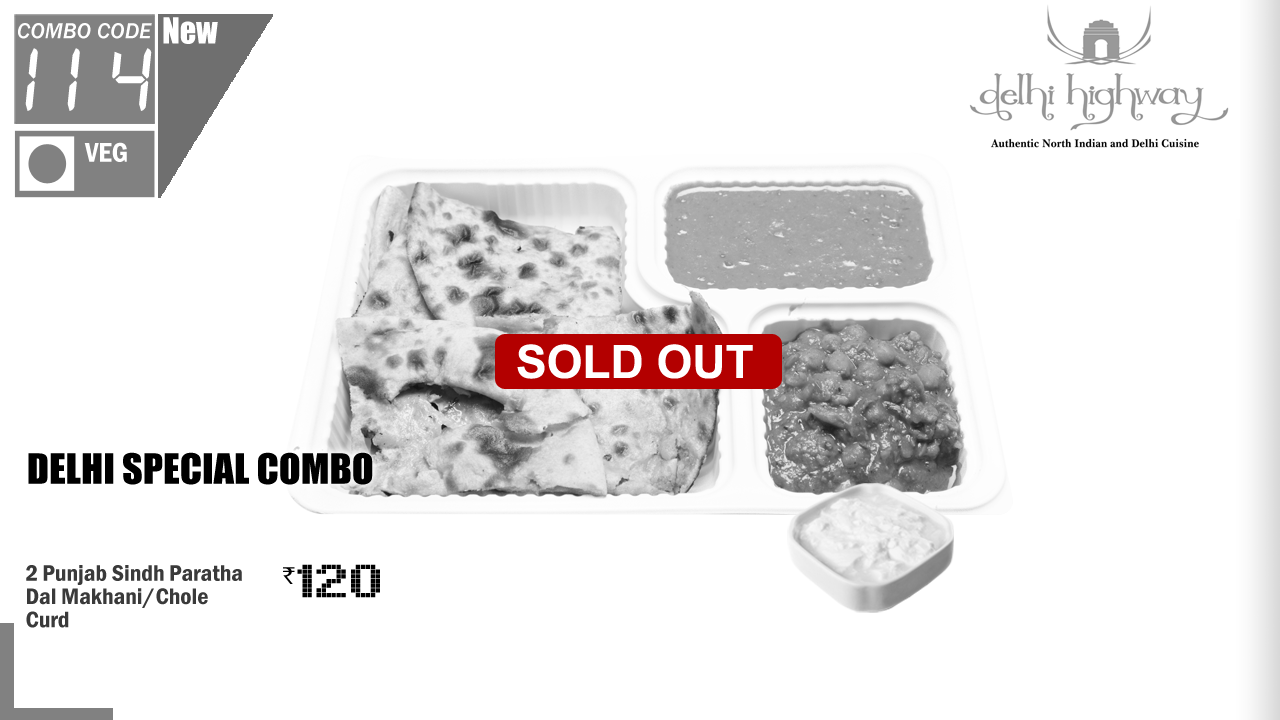 COMBO CODE
114
New
VEG
delhi highway
Authentic North Indian and Delhi Cuisine
SOLD OUT
DELHI SPECIAL COMBO
2 Punjab Sindh Paratha
Dal Makhani/Chole
Curd
₹120